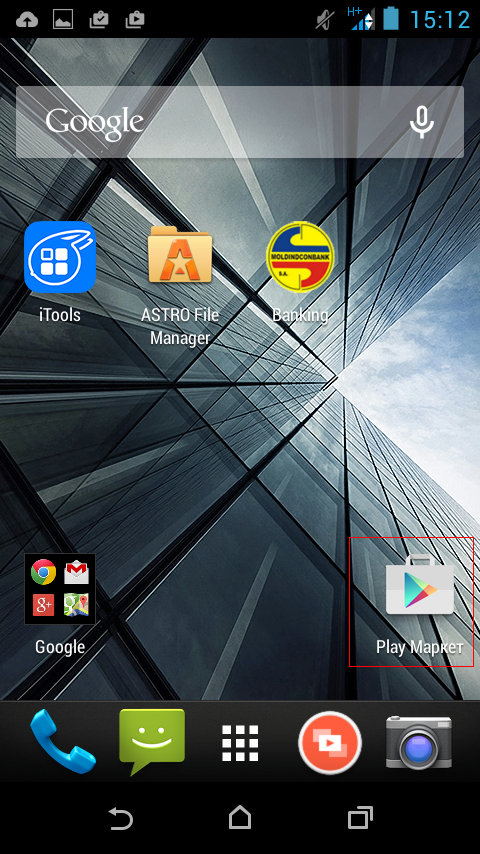 H+
15:12
Google
MOLDINDCONBANK
S.A.
iTools
ASTRO File
Manager
Banking
g+
Google
Play Маркет